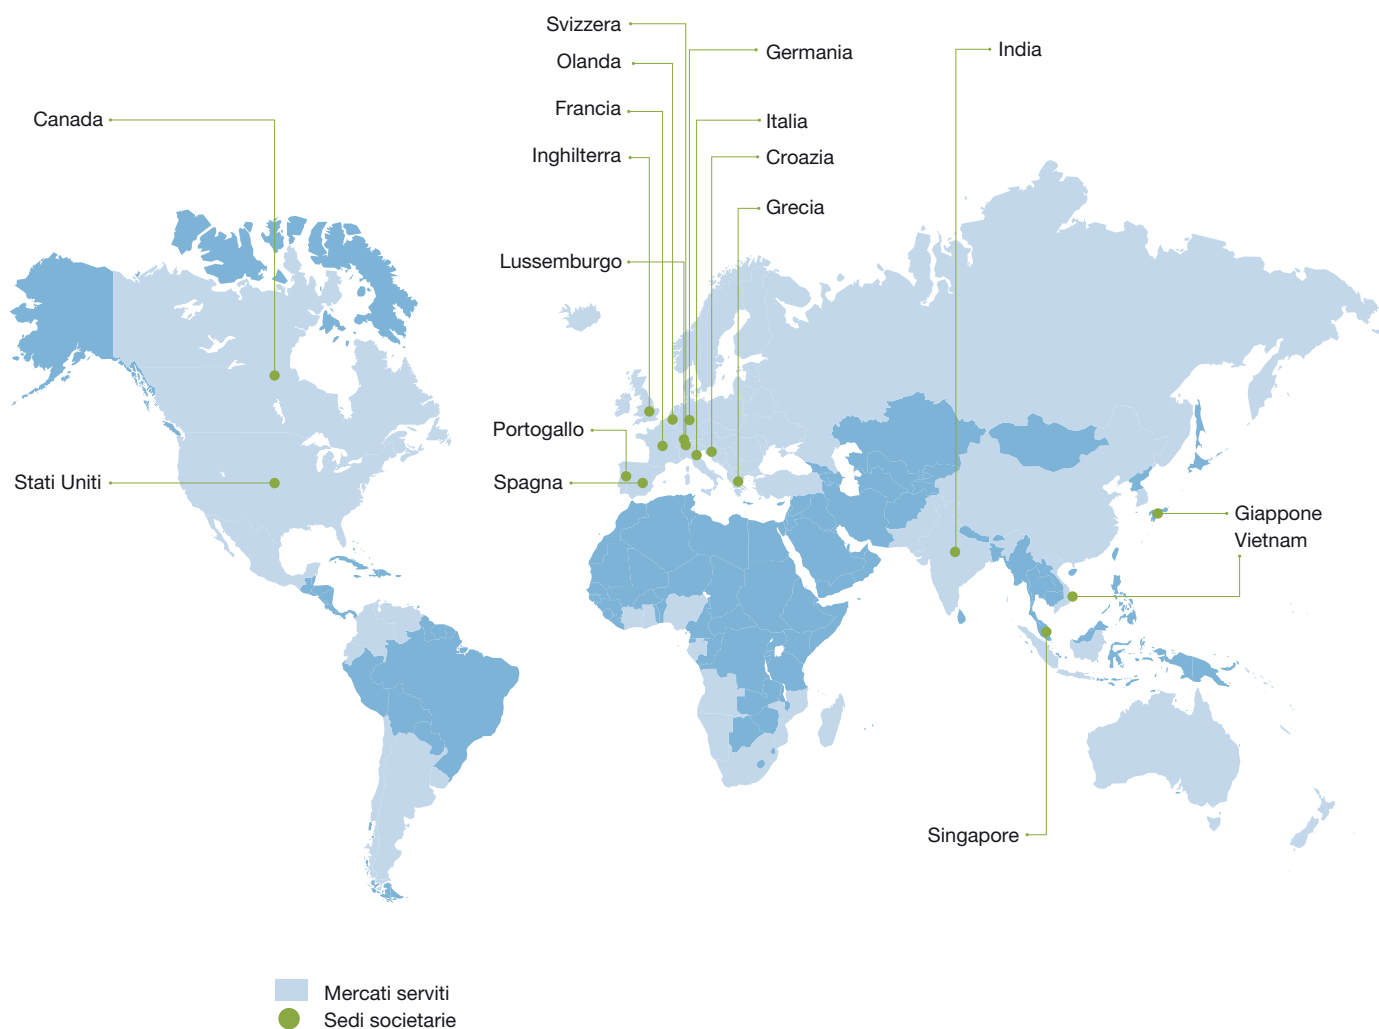 Svizzera
Germania
India
Olanda
Francia
Canada
Italia
Inghilterra
Croazia
Grecia
Lussemburgo
Portogallo
Stati Uniti
Spagna
Giappone
Vietnam
Singapore
Mercati serviti
Sedi societarie